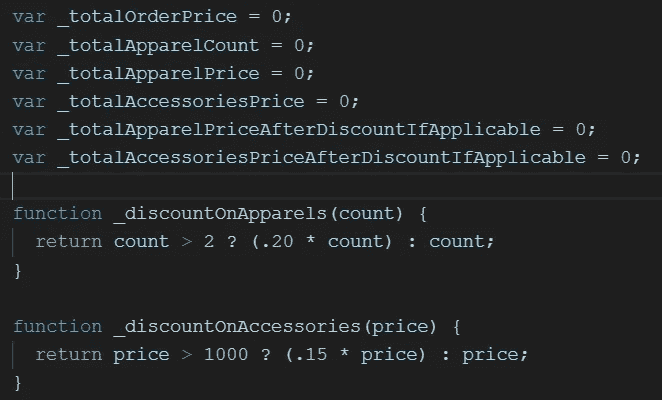 var _totalOrderPrice = 0;
var _totalApparelCount = 0;
var _totalApparelPrice = 0;
var _totalAccessoriesPrice = 0;
var _totalApparelPriceAfterDiscountIfApplicable = 0;
var _totalAccessoriesPriceAfterDiscountIfApplicable = 0;
function _discountOnApparels(count) {
return count > 2 ? (.20 * count) : count;
}
function _discountOnAccessories(price) {
return price > 1000 ? (.15 * price) : price;
}